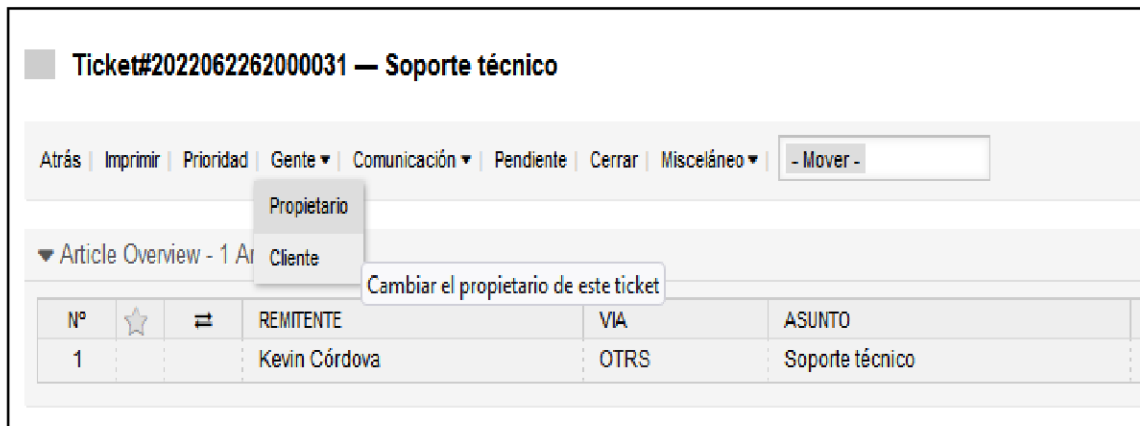 Ticket#2022062262000031 — Soporte técnico
Atrás | Imprimir | Prioridad | Gente ▾ | Comunicación ▾ | Pendiente | Cerrar | Misceláneo ▾ | - Mover -
Propietario
Article Overview - 1 Ar
Cliente
Cambiar el propietario de este ticket
Nº REMITENTE VIA ASUNTO
1 Kevin Córdova OTRS Soporte técnico